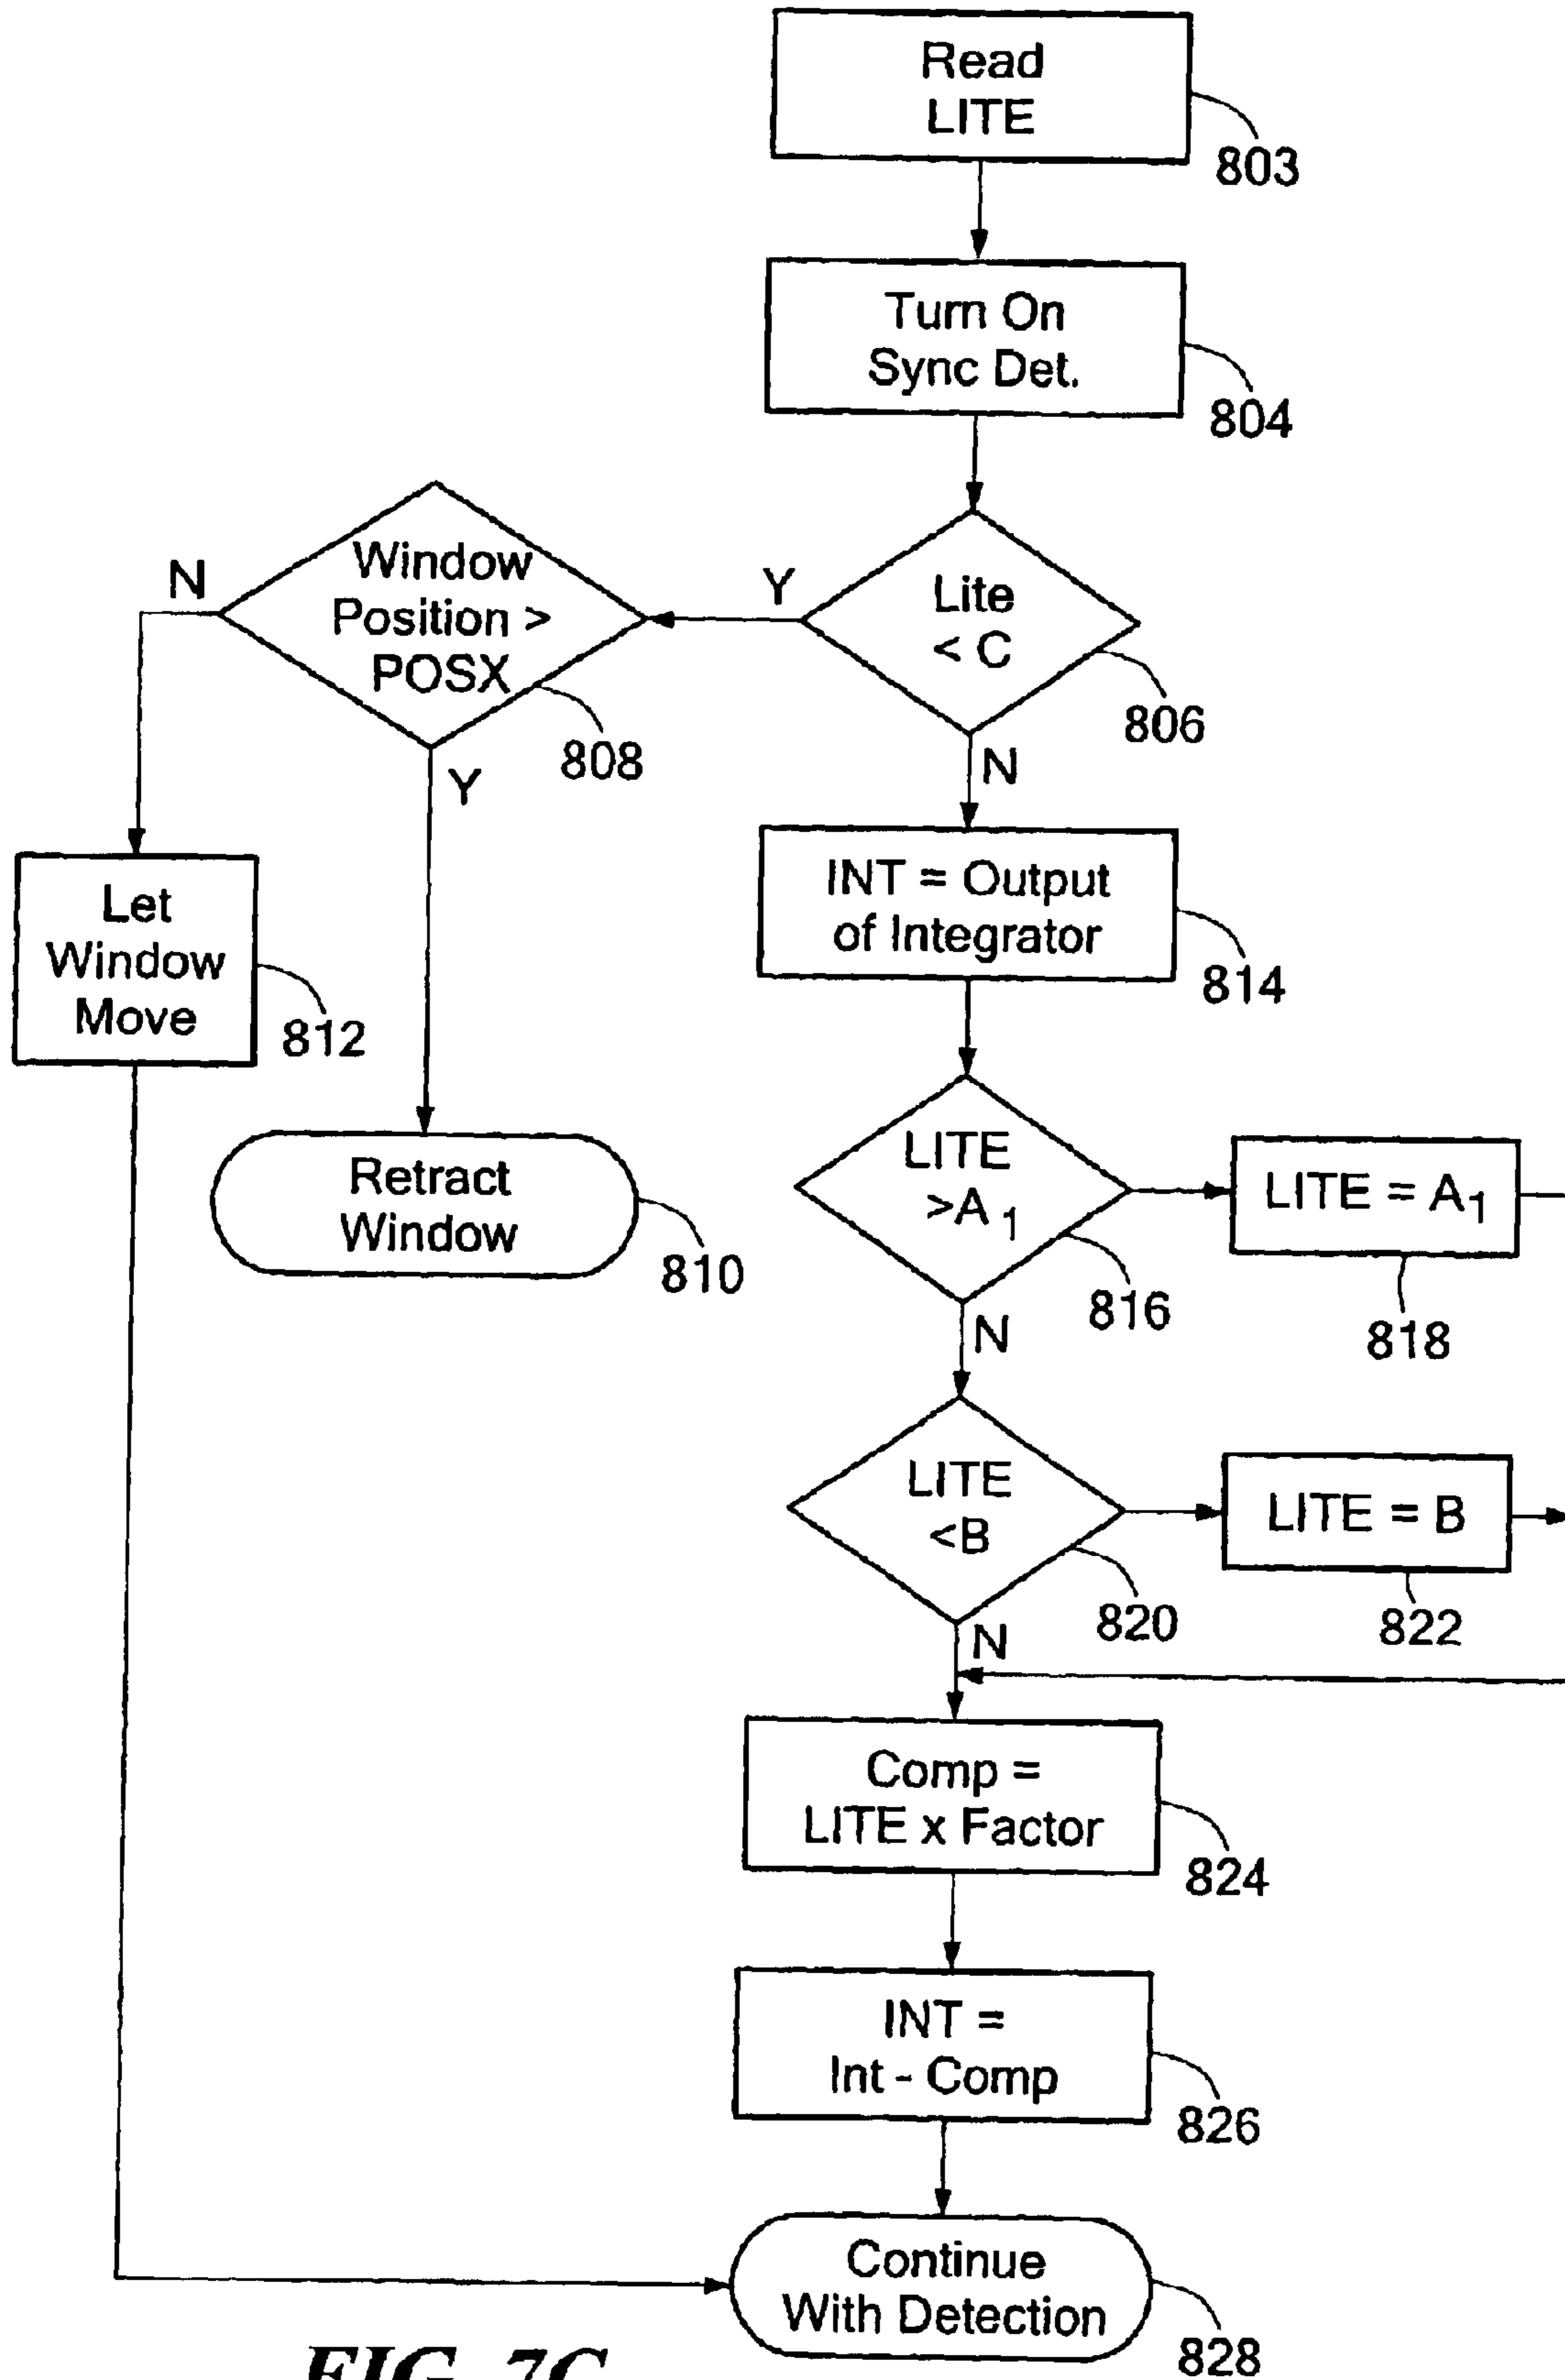 Read
LITE
803
Turn On
Sync Det.
804
Window
Position >
POSX
808
N
Y
Y
Lite
< C
806
N
Let
Window
Move
812
INT = Output
of Integrator
814
Retract
Window
810
LITE
>A1
816
LITE = A1
818
N
LITE
<B
820
LITE = B
822
N
Comp =
LITE x Factor
824
INT =
Int - Comp
826
Continue
With Detection
828
FIG. 7C